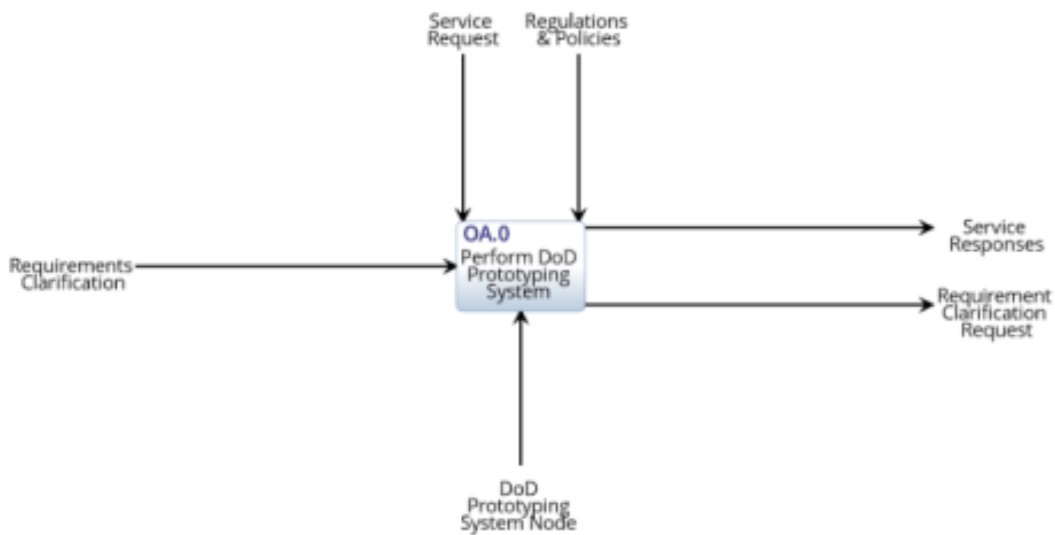 Service
Request
Regulations
& Policies
OA.0
Perform DoD
Prototyping
System
Service
Responses
Requirements
Clarification
Requirement
Clarification
Request
DoD
Prototyping
System Node